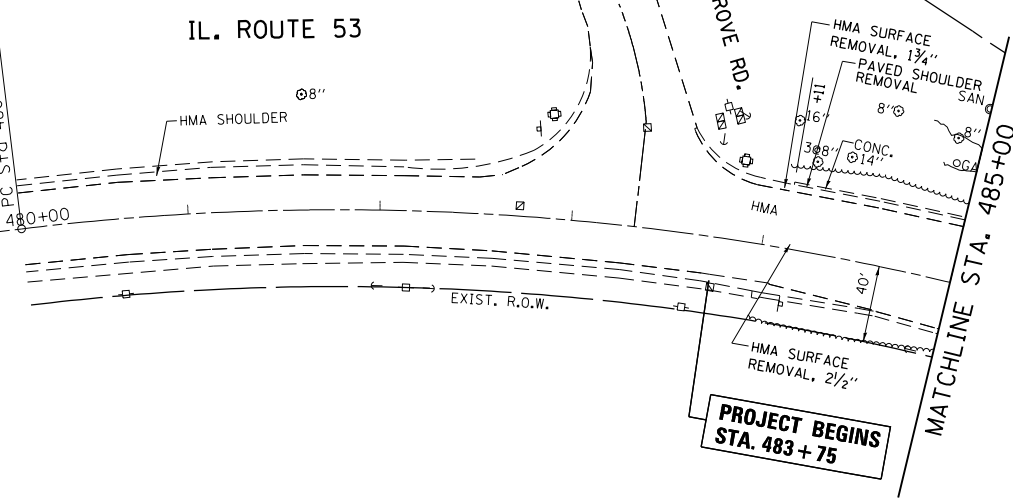 IL. ROUTE 53
ROVE RD.
HMA SURFACE
REMOVAL, 1¾"
PAVED SHOULDER
REMOVAL
+11
8"
SAN
8"
8"
HMA SHOULDER
16"
8"
CONC.
14"
GA
480+00
HMA
40'
EXIST. R.O.W.
HMA SURFACE
REMOVAL, 2½"
PROJECT BEGINS
STA. 483+75
MATCHLINE STA. 485+00